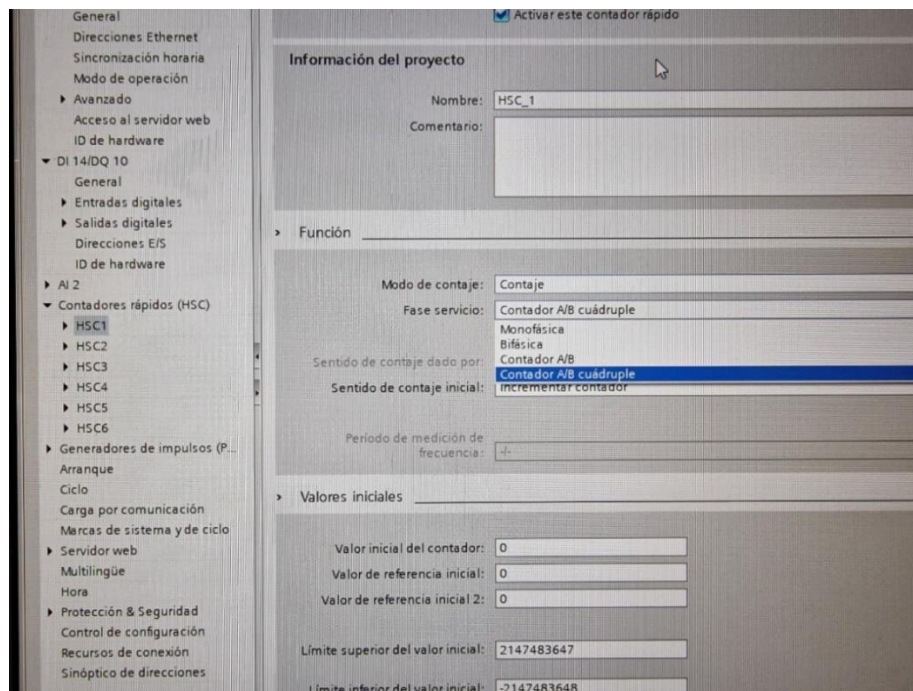 General
Direcciones Ethernet
Sincronización horaria
Modo de operación
Avanzado
Acceso al servidor web
ID de hardware
DI 14/DQ 10
General
Entradas digitales
Salidas digitales
Direcciones E/S
ID de hardware
AI 2
Contadores rápidos (HSC)
HSC1
HSC2
HSC3
HSC4
HSC5
HSC6
Generadores de impulsos (P...
Arranque
Ciclo
Carga por comunicación
Marcas de sistema y de ciclo
Servidor web
Multilingüe
Hora
Protección & Seguridad
Control de configuración
Recursos de conexión
Sinóptico de direcciones
Activar este contador rápido
Información del proyecto
Nombre: HSC_1
Comentario:
Función
Modo de contaje: Contaje
Fase servicio: Contador A/B cuádruple
Monofásica
Bifásica
Contador A/B
Contador A/B cuádruple
Sentido de contaje dado por:
Sentido de contaje inicial: Incrementar contador
Período de medición de
frecuencia: -/-
Valores iniciales
Valor inicial del contador: 0
Valor de referencia inicial: 0
Valor de referencia inicial 2: 0
Límite superior del valor inicial: 2147483647
Límite inferior del valor inicial: -2147483648